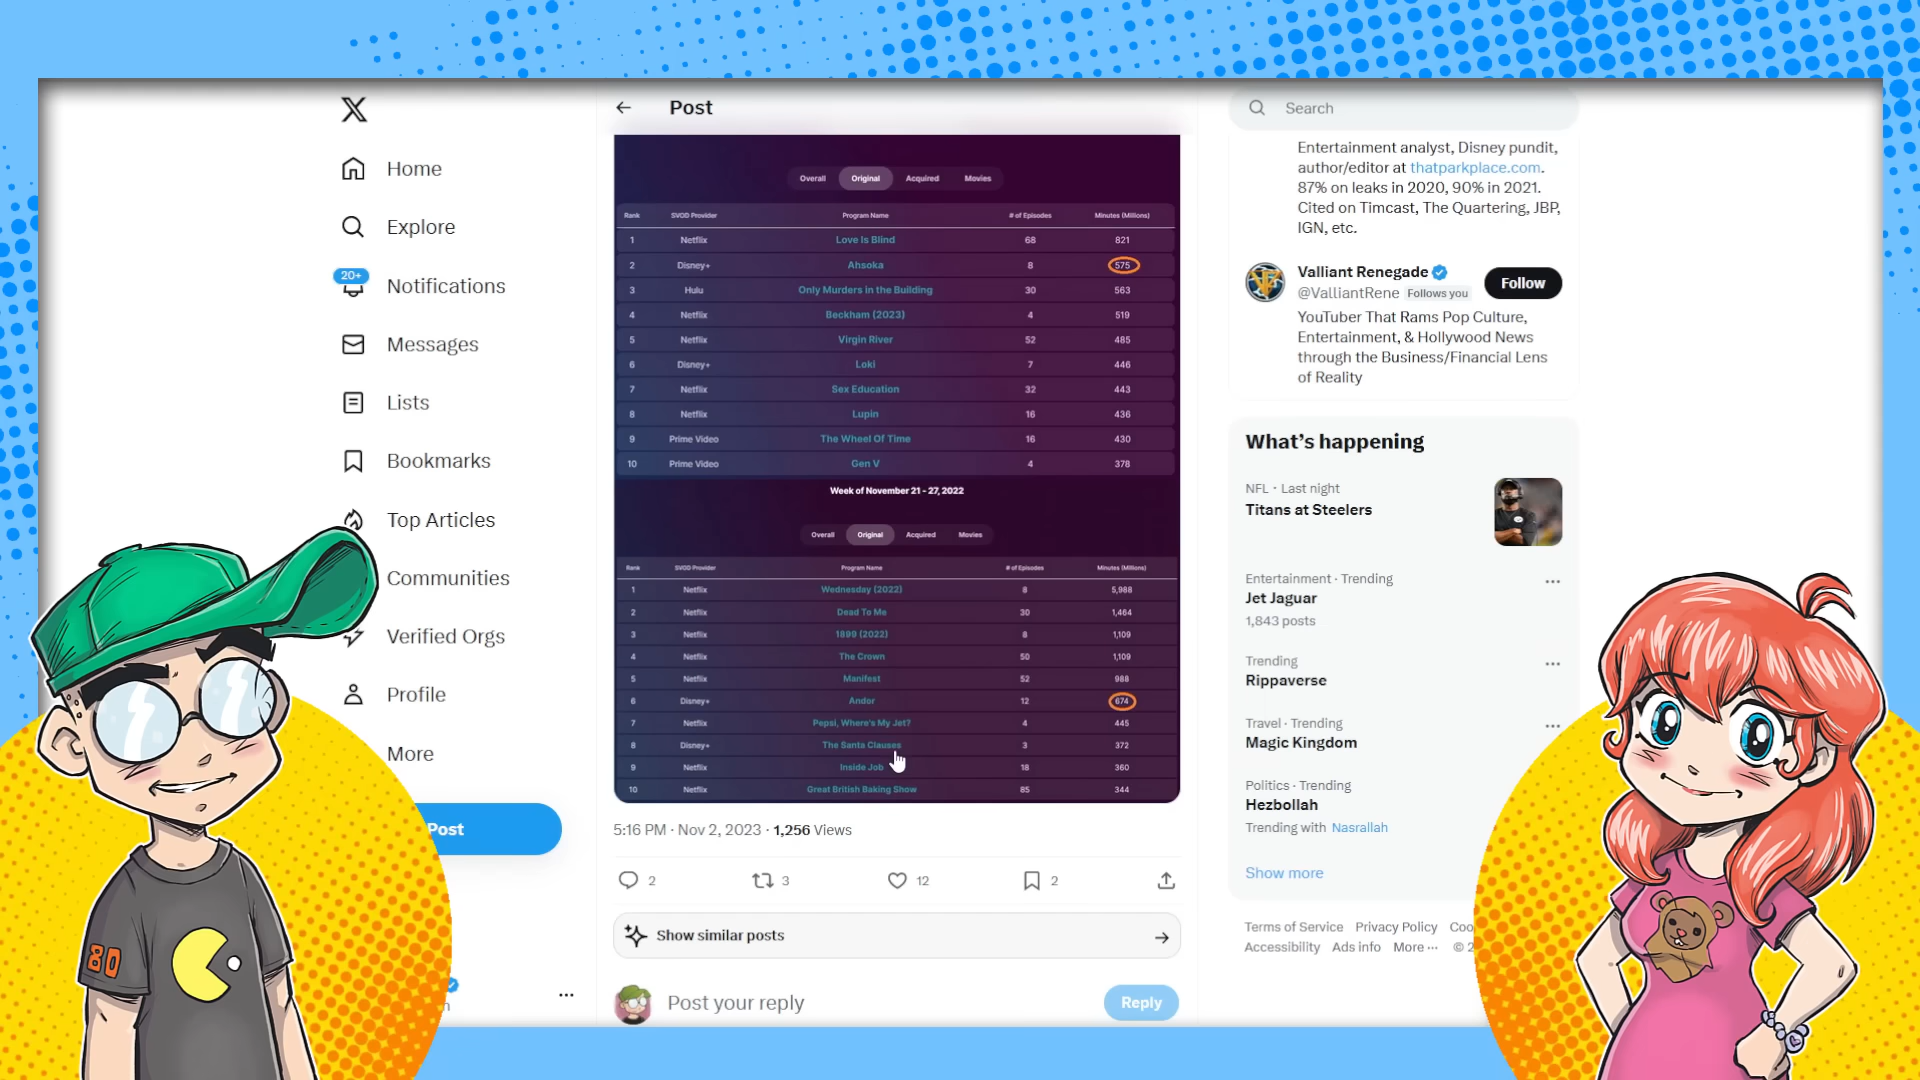 Home
Explore
20+
Notifications
Messages
Lists
Bookmarks
Top Articles
Communities
Verified Orgs
Profile
More
Post
Post
Overall Original Acquired Movies
Rank SVOD Provider Program Name # of Episodes Minutes (Millions)
1 Netflix Love Is Blind 68 821
2 Disney+ Ahsoka 8 575
3 Hulu Only Murders in the Building 30 563
4 Netflix Beckham (2023) 4 519
5 Netflix Virgin River 52 485
6 Disney+ Loki 7 446
7 Netflix Sex Education 32 443
8 Netflix Lupin 16 436
9 Prime Video The Wheel Of Time 16 430
10 Prime Video Gen V 4 378
Week of November 21 - 27, 2022
Overall Original Acquired Movies
Rank SVOD Provider Program Name # of Episodes Minutes (Millions)
1 Netflix Wednesday (2022) 8 5,988
2 Netflix Dead To Me 30 1,464
3 Netflix 1899 (2022) 8 1,109
4 Netflix The Crown 50 1,109
5 Netflix Manifest 52 988
6 Disney+ Andor 12 674
7 Netflix Pepsi, Where's My Jet? 4 445
8 Disney+ The Santa Clauses 3 372
9 Netflix Inside Job 18 360
10 Netflix Great British Baking Show 85 344
5:16 PM · Nov 2, 2023 · 1,256 Views
2 3 12 2
Show similar posts
Post your reply
Reply
Search
Entertainment analyst, Disney pundit,
author/editor at thatparkplace.com.
87% on leaks in 2020, 90% in 2021.
Cited on Timcast, The Quartering, JBP,
IGN, etc.
Valliant Renegade
@ValliantRene Follows you
Follow
YouTuber That Rams Pop Culture,
Entertainment, & Hollywood News
through the Business/Financial Lens
of Reality
What's happening
NFL · Last night
Titans at Steelers
Entertainment · Trending
Jet Jaguar
1,843 posts
Trending
Rippaverse
Travel · Trending
Magic Kingdom
Politics · Trending
Hezbollah
Trending with Nasrallah
Show more
Terms of Service Privacy Policy Coo
Accessibility Ads info More ··· © 2
80